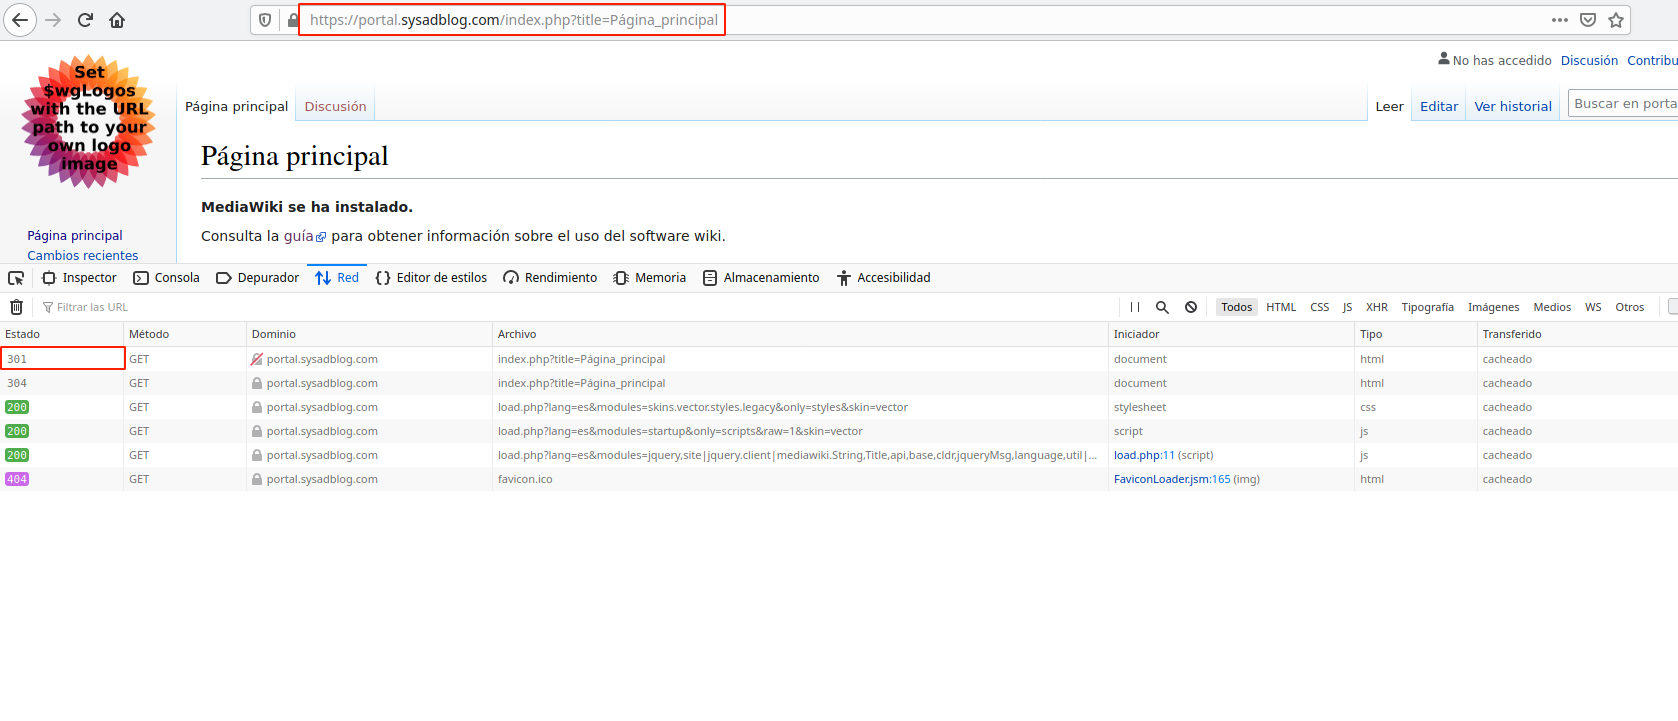 https://portal.sysadblog.com/index.php?title=Página_principal
No has accedido Discusión Contribu
Set
$wgLogos
with the URL
path to your
own logo
image
Página principal Discusión Leer Editar Ver historial Buscar en porta
Página principal
MediaWiki se ha instalado.
Consulta la guía para obtener información sobre el uso del software wiki.
Página principal
Cambios recientes
Inspector Consola Depurador Red Editor de estilos Rendimiento Memoria Almacenamiento Accesibilidad
Filtrar las URL Todos HTML CSS JS XHR Tipografía Imágenes Medios WS Otros
Estado Método Dominio Archivo Iniciador Tipo Transferido
301 GET portal.sysadblog.com index.php?title=Página_principal document html cacheado
304 GET portal.sysadblog.com index.php?title=Página_principal document html cacheado
200 GET portal.sysadblog.com load.php?lang=es&modules=skins.vector.styles.legacy&only=styles&skin=vector stylesheet css cacheado
200 GET portal.sysadblog.com load.php?lang=es&modules=startup&only=scripts&raw=1&skin=vector script js cacheado
200 GET portal.sysadblog.com load.php?lang=es&modules=jquery,site|jquery.client|mediawiki.String,Title,api,base,cldr,jqueryMsg,language,util|... load.php:11 (script) js cacheado
404 GET portal.sysadblog.com favicon.ico FaviconLoader.jsm:165 (img) html cacheado